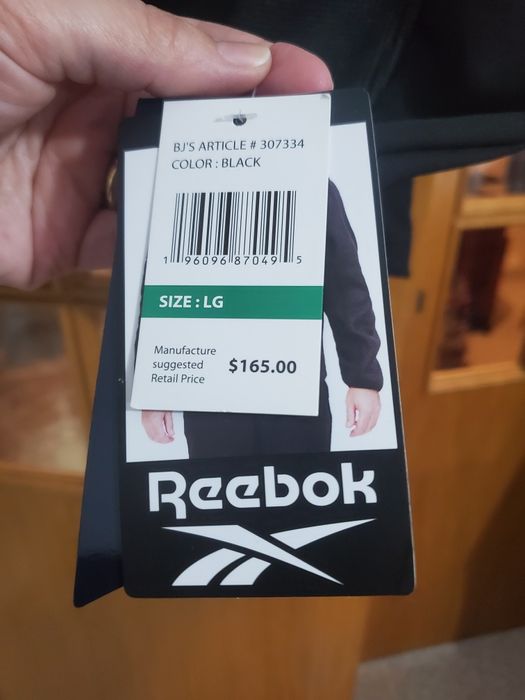 BJ'S ARTICLE # 307334
COLOR : BLACK
1 96096 87049 5
SIZE : LG
Manufacture
suggested
Retail Price
$165.00
Reebok